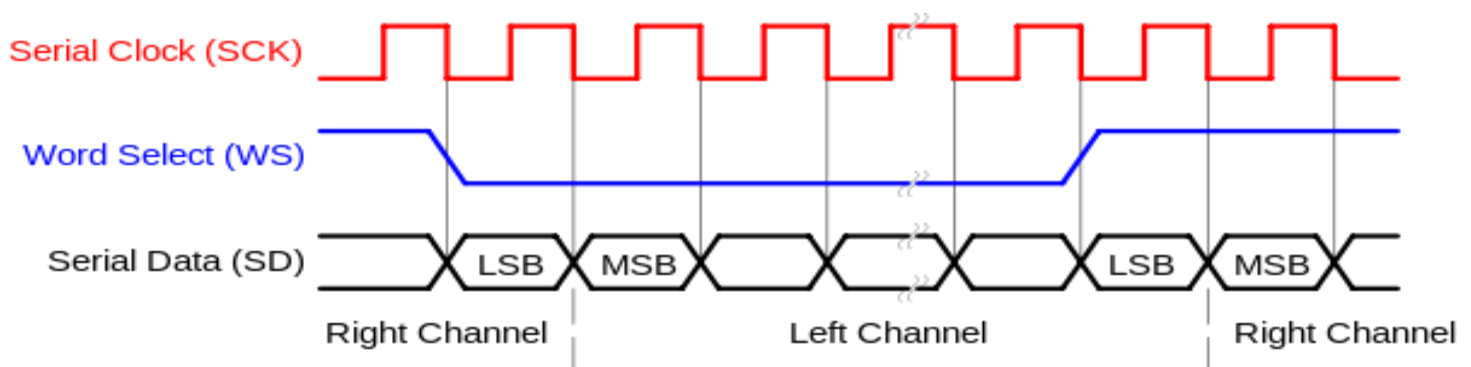 Serial Clock (SCK)
Word Select (WS)
Serial Data (SD)
LSB
MSB
LSB
MSB
Right Channel
Left Channel
Right Channel